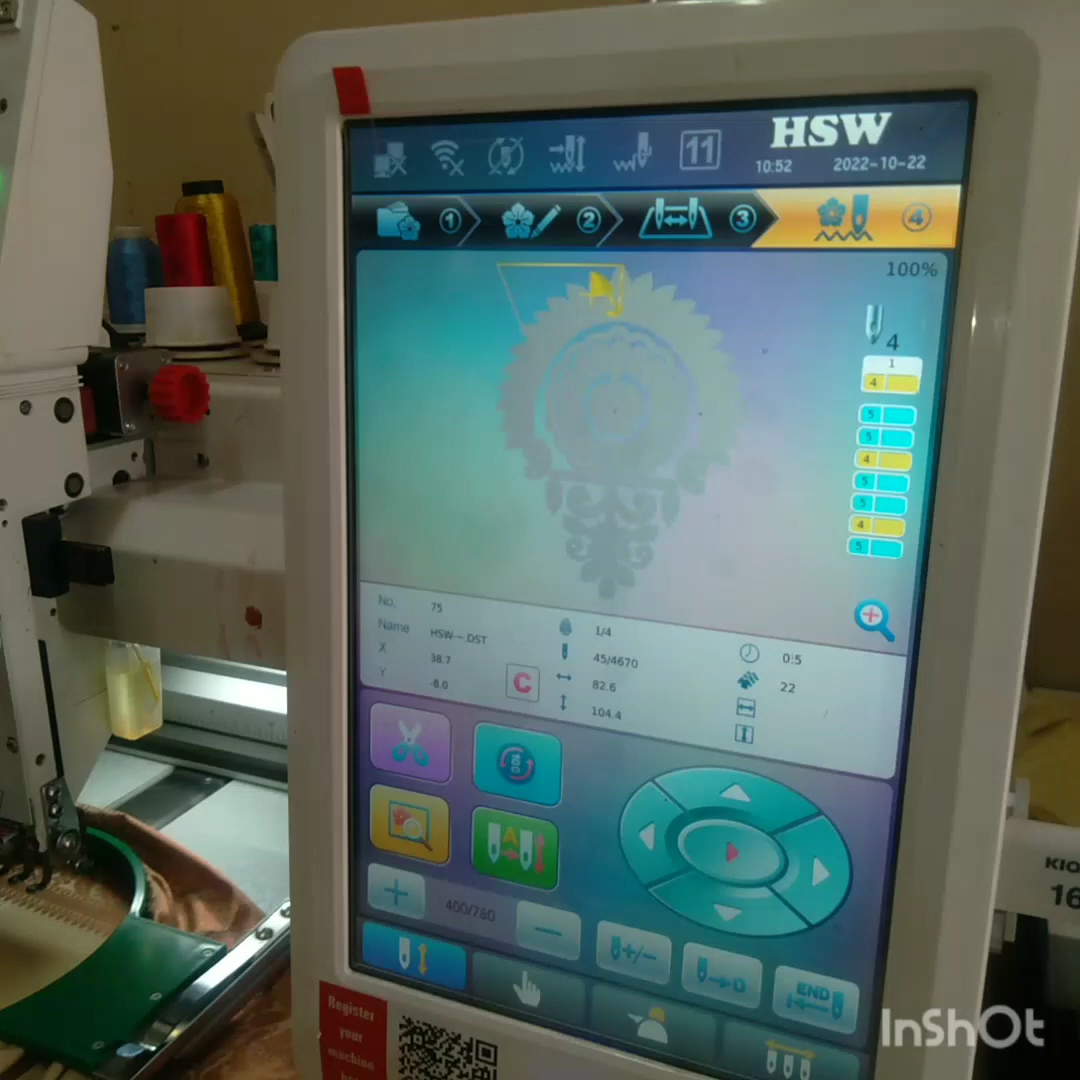 HSW
11
10:52 2022-10-22
1 2 3 4
100%
4
1
4
5
5
4
5
5
4
5
No. 75
Name HSW-~.DST
X 38.7
Y -8.0
C
1/4
45/4670
82.6
104.4
0:5
22
100
A
400/780
+/-
0
END
Register
your
machine
KIO
16
InShOt